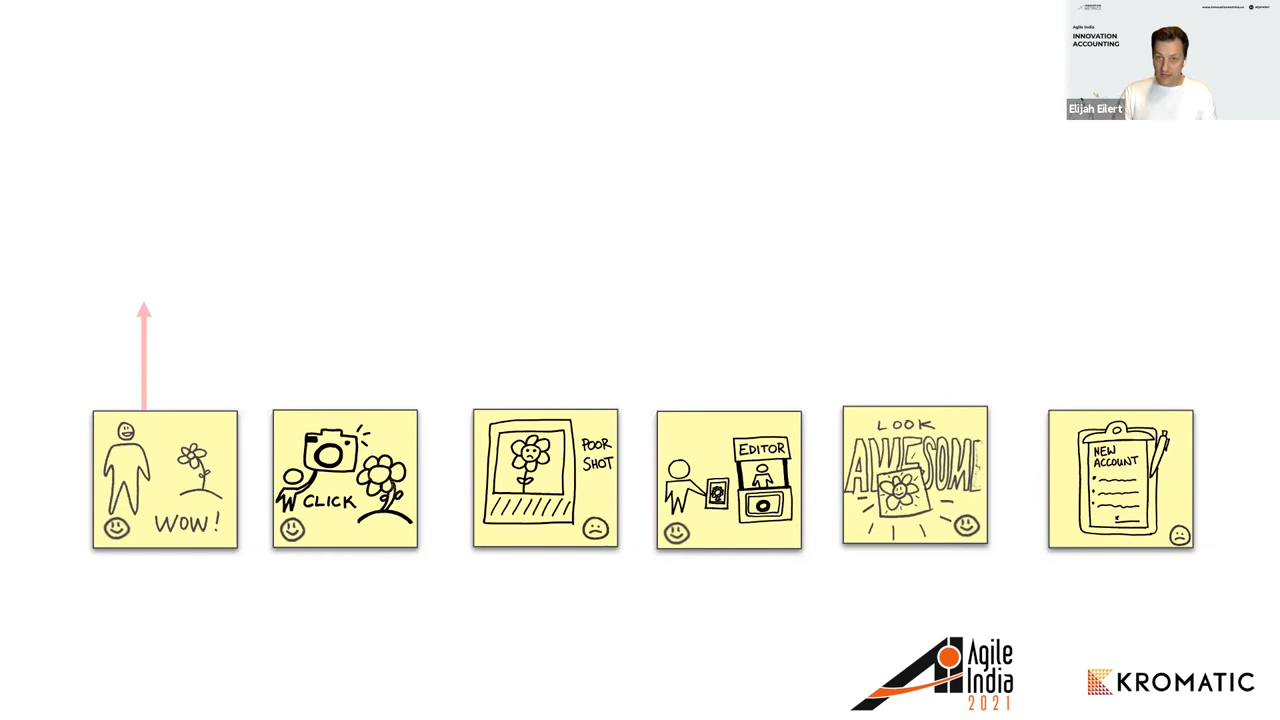 Agile India
INNOVATION
ACCOUNTING
Elijah Eilert
WOW!
CLICK
POOR
SHOT
EDITOR
LOOK
AWESOME
NEW
ACCOUNT
Agile
India
2021
KROMATIC